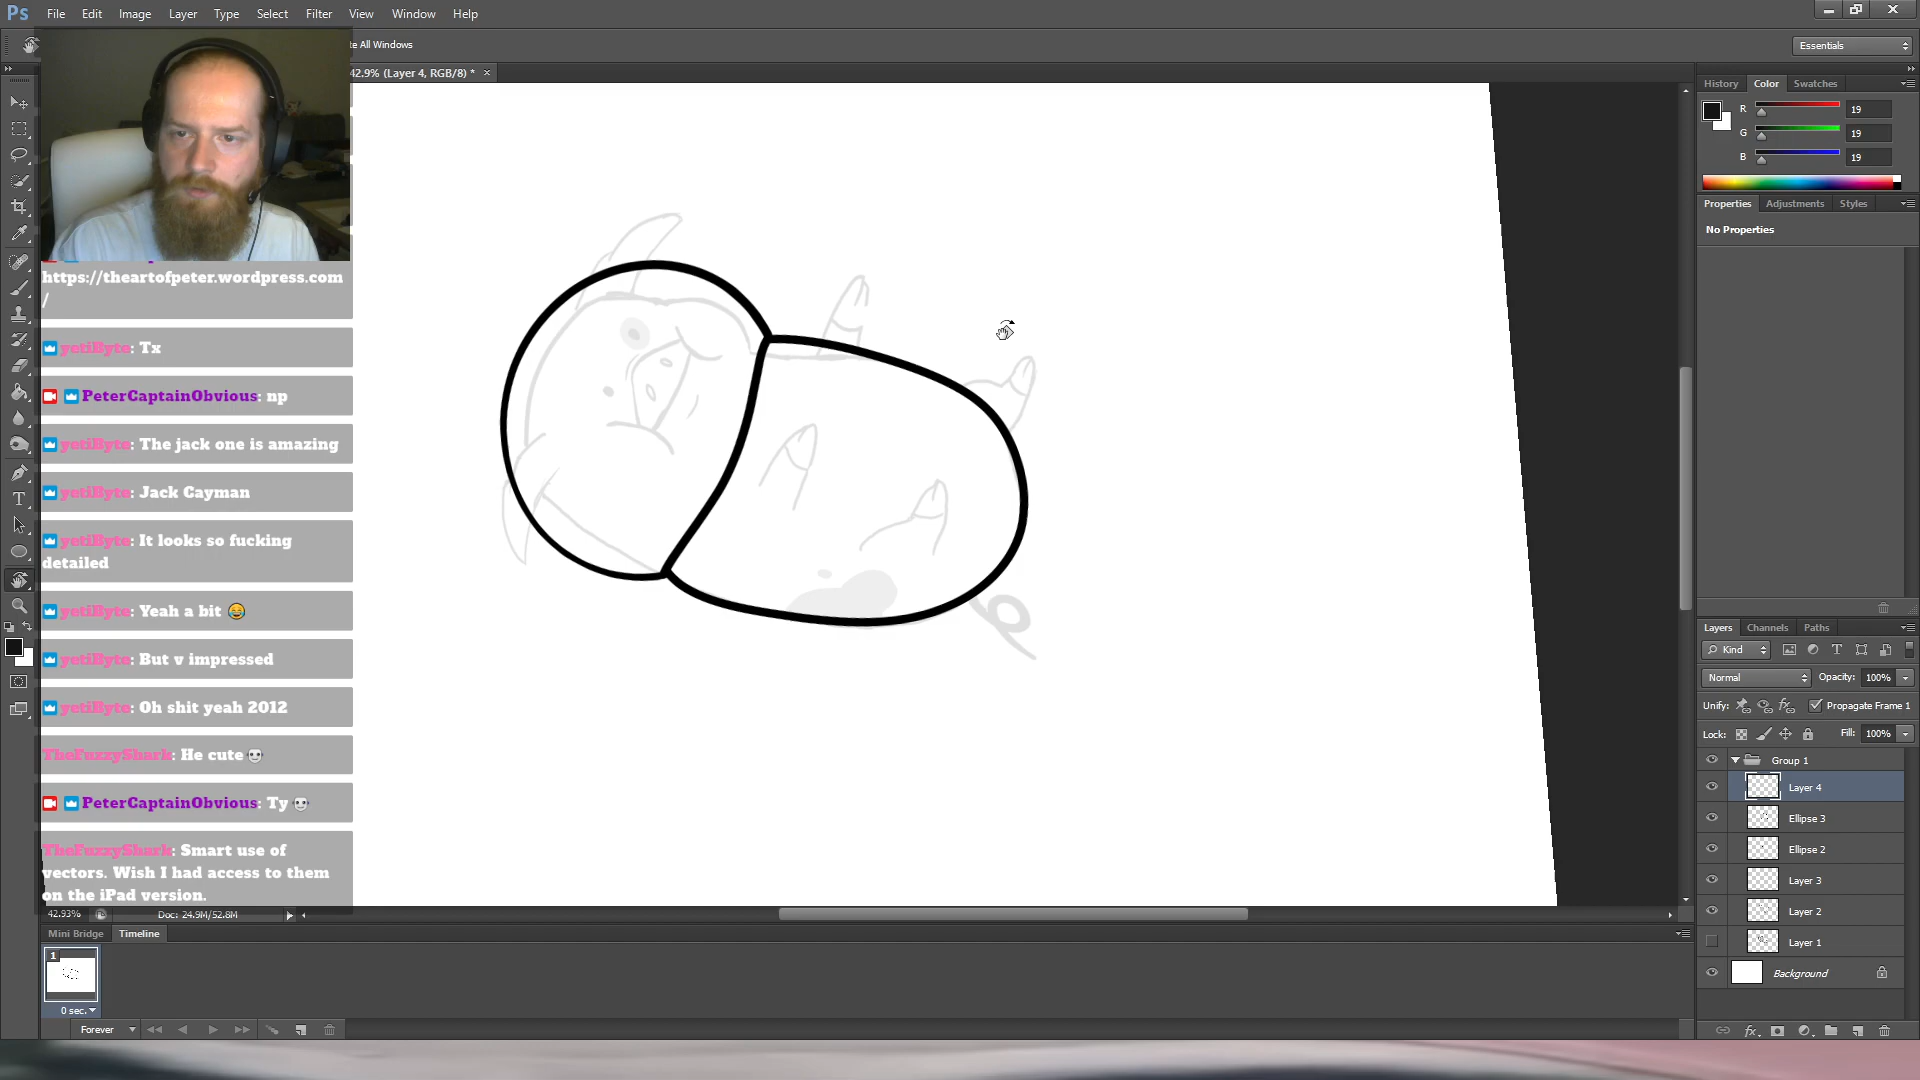 Ps File Edit Image Layer Type Select Filter View Window Help
te All Windows
Essentials
42.9% (Layer 4, RGB/8) * ×
History Color Swatches
R 19
G 19
B 19
Properties Adjustments Styles
No Properties
https://theartofpeter.wordpress.com
/
yetiByte: Tx
PeterCaptainObvious: np
yetiByte: The jack one is amazing
yetiByte: Jack Cayman
yetiByte: It looks so fucking
detailed
yetiByte: Yeah a bit 😂
yetiByte: But v impressed
yetiByte: Oh shit yeah 2012
TheFuzzyShark: He cute
PeterCaptainObvious: Ty
TheFuzzyShark: Smart use of
vectors. Wish I had access to them
on the iPad version.
Layers Channels Paths
Kind
Normal Opacity: 100%
Unify: Propagate Frame 1
Lock: Fill: 100%
Group 1
Layer 4
Ellipse 3
Ellipse 2
Layer 3
Layer 2
Layer 1
Background
42.93% Doc: 24.9M/52.8M
Mini Bridge Timeline
1
0 sec.
Forever